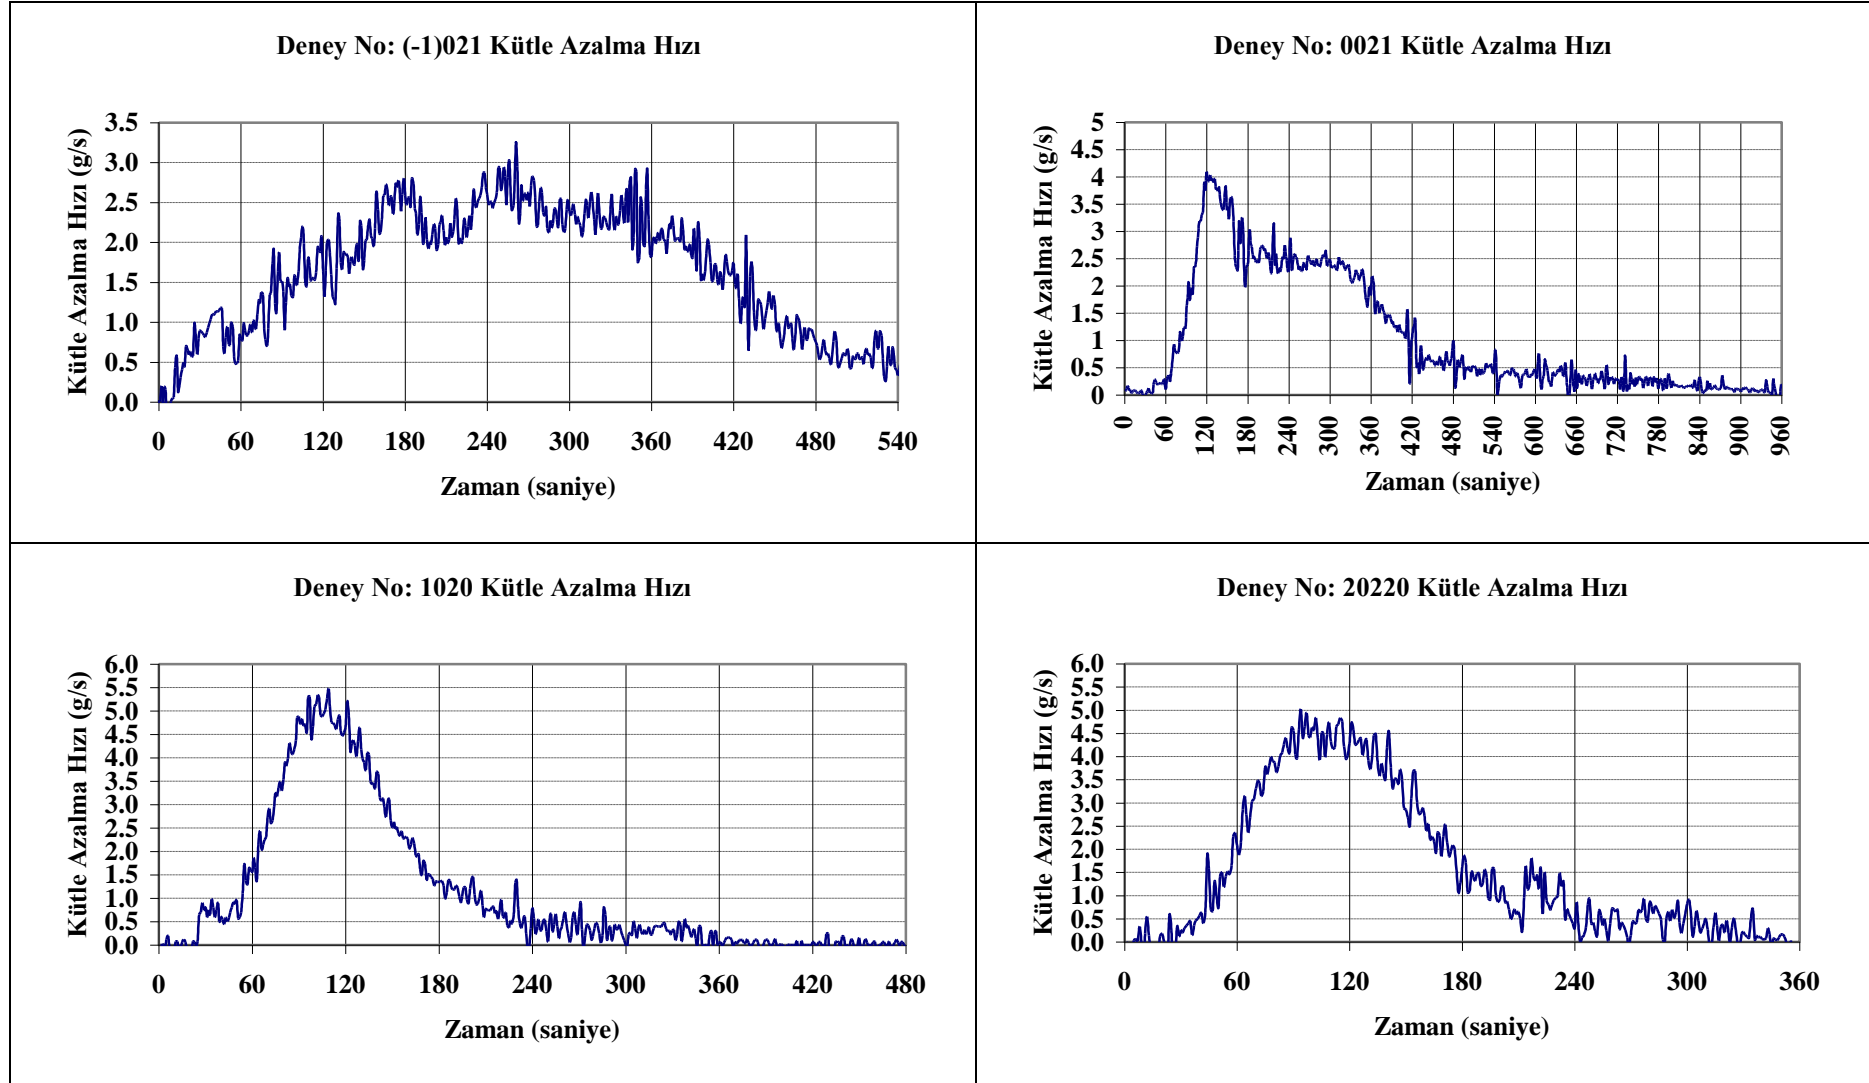 Deney No: (-1)021 Kütle Azalma Hızı
Kütle Azalma Hızı (g/s)
3.5
3.0
2.5
2.0
1.5
1.0
0.5
0.0
0 60 120 180 240 300 360 420 480 540
Zaman (saniye)
Deney No: 0021 Kütle Azalma Hızı
Kütle Azalma Hızı (g/s)
5
4.5
4
3.5
3
2.5
2
1.5
1
0.5
0
0 60 120 180 240 300 360 420 480 540 600 660 720 780 840 900 960
Zaman (saniye)
Deney No: 1020 Kütle Azalma Hızı
Kütle Azalma Hızı (g/s)
6.0
5.5
5.0
4.5
4.0
3.5
3.0
2.5
2.0
1.5
1.0
0.5
0.0
0 60 120 180 240 300 360 420 480
Zaman (saniye)
Deney No: 20220 Kütle Azalma Hızı
Kütle Azalma Hızı (g/s)
6.0
5.5
5.0
4.5
4.0
3.5
3.0
2.5
2.0
1.5
1.0
0.5
0.0
0 60 120 180 240 300 360
Zaman (saniye)